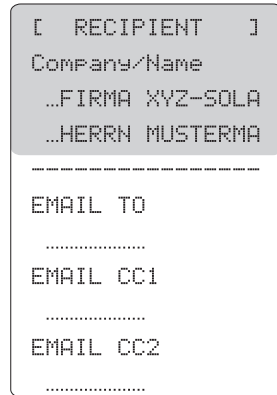 [ RECIPIENT ]
Company/Name
…FIRMA XYZ-SOLA
…HERRN MUSTERMA
--------------------
EMAIL TO
....................
EMAIL CC1
....................
EMAIL CC2
....................